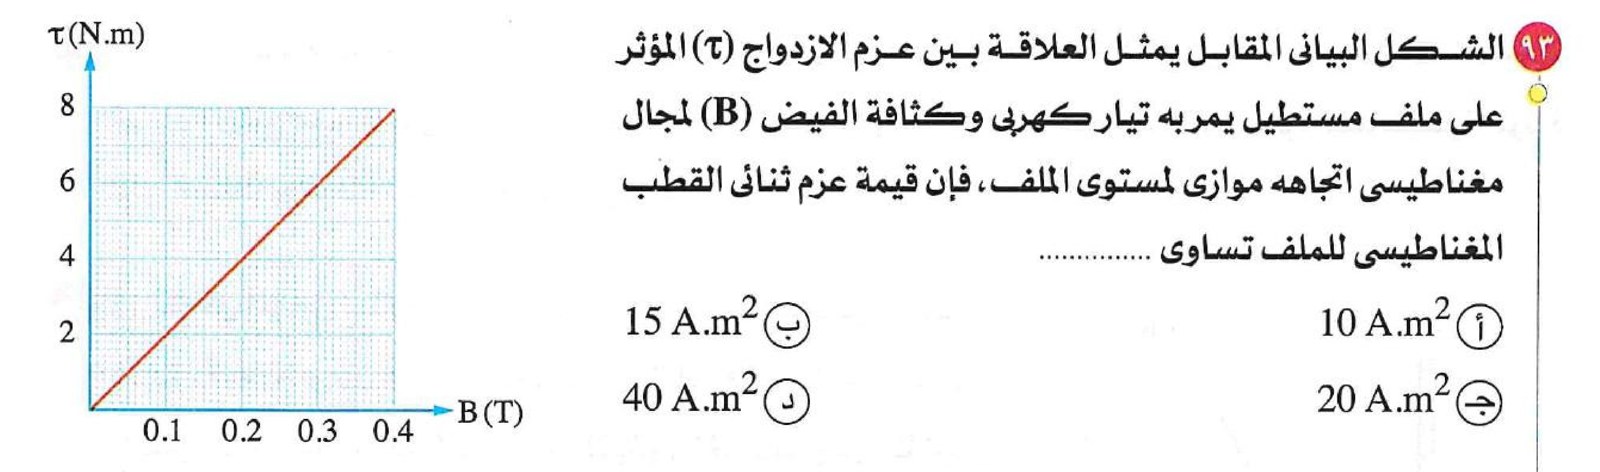 ٩٣ الشكل البيانى المقابل يمثل العلاقة بين عزم الازدواج (τ) المؤثر
على ملف مستطيل يمر به تيار كهربى وكثافة الفيض (B) لمجال
مغناطيسى اتجاهه موازى لمستوى الملف، فإن قيمة عزم ثنائى القطب
المغناطيسى للملف تساوى ...............
أ 10 A.m²
ب 15 A.m²
جـ 20 A.m²
د 40 A.m²
τ(N.m)
8
6
4
2
0.1 0.2 0.3 0.4 B(T)